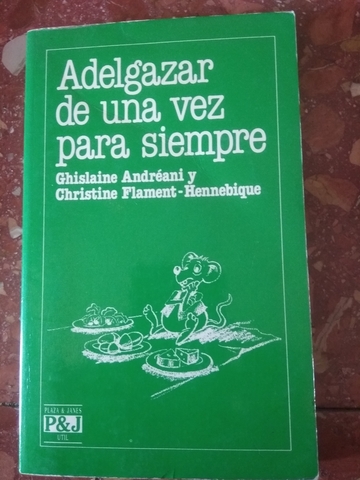 Adelgazar
de una vez
para siempre
Ghislaine Andréani y
Christine Flament-Hennebique
PLAZA & JANES
P&J
UTIL